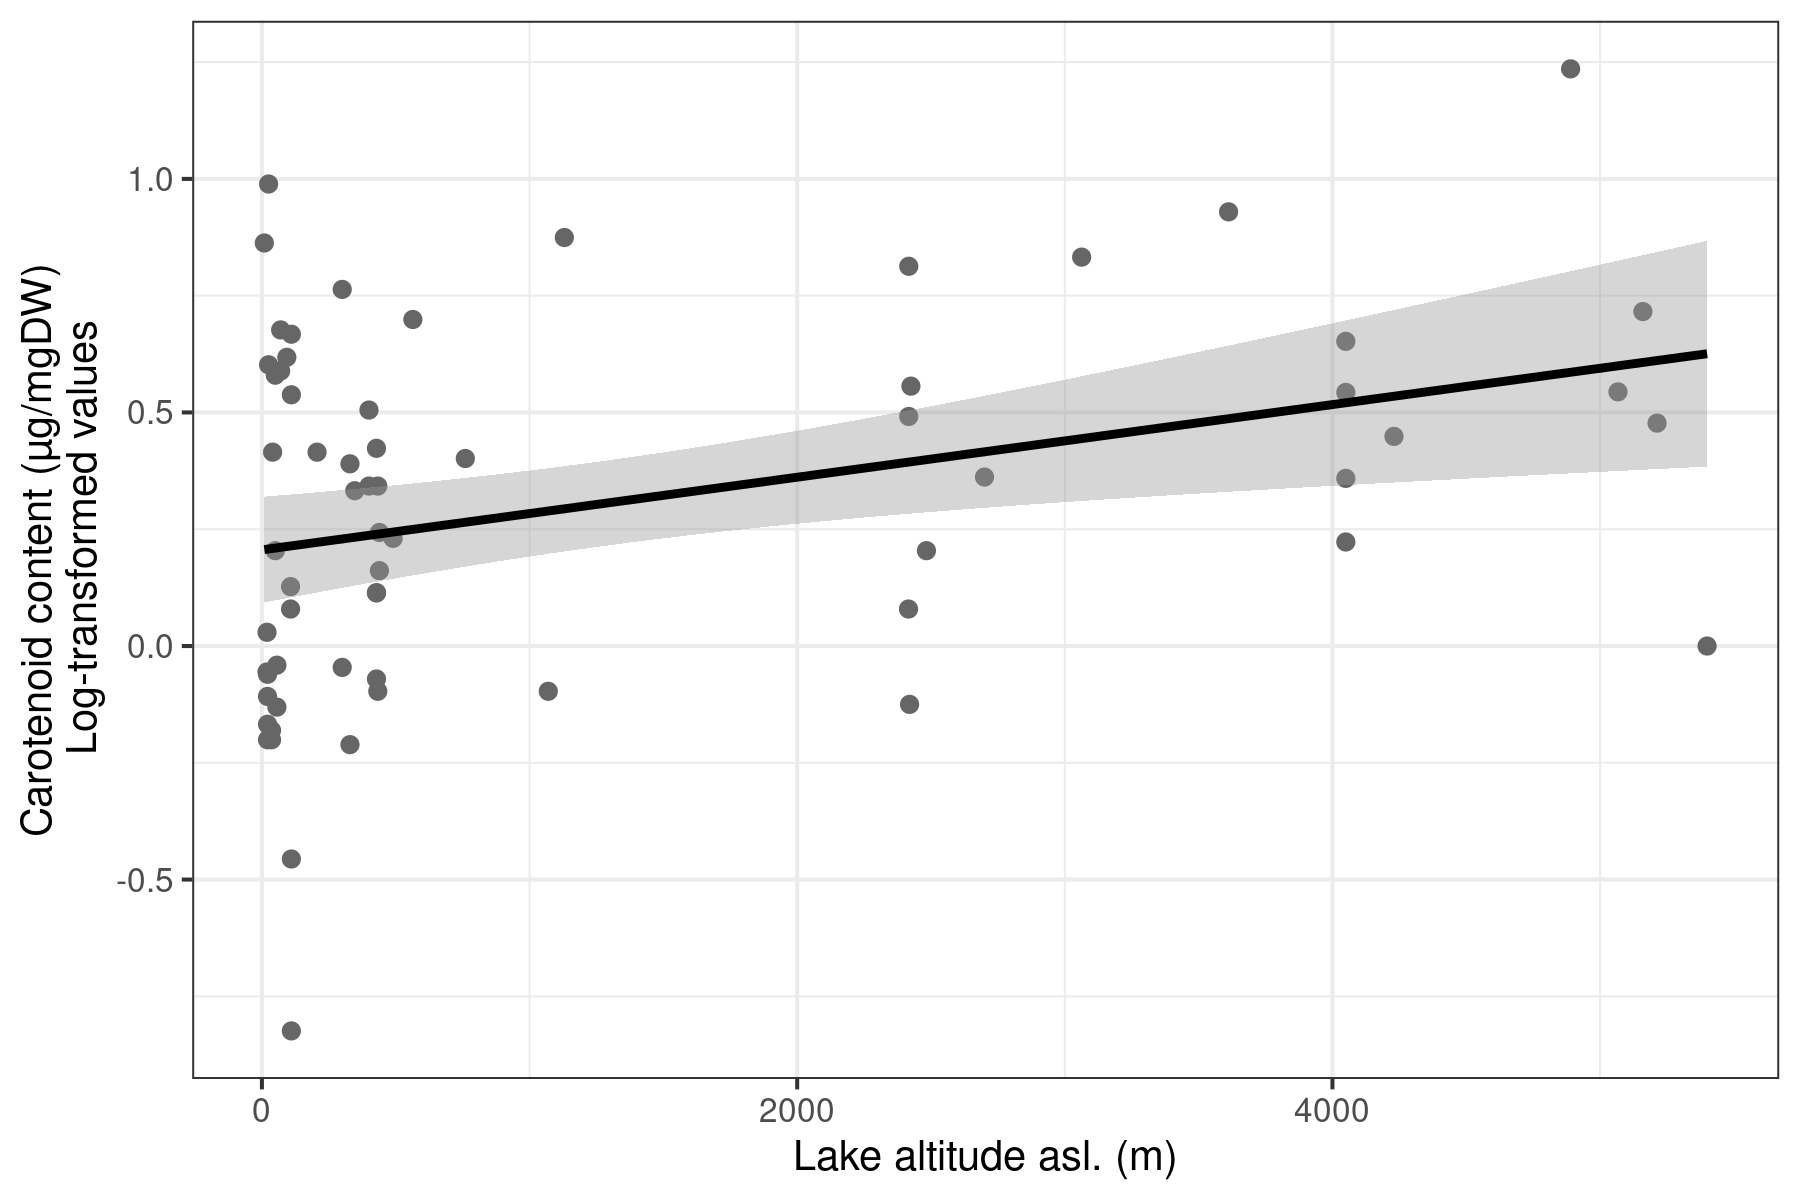 Carotenoid content (µg/mgDW)
Log-transformed values
1.0
0.5
0.0
-0.5
0
2000
4000
Lake altitude asl. (m)